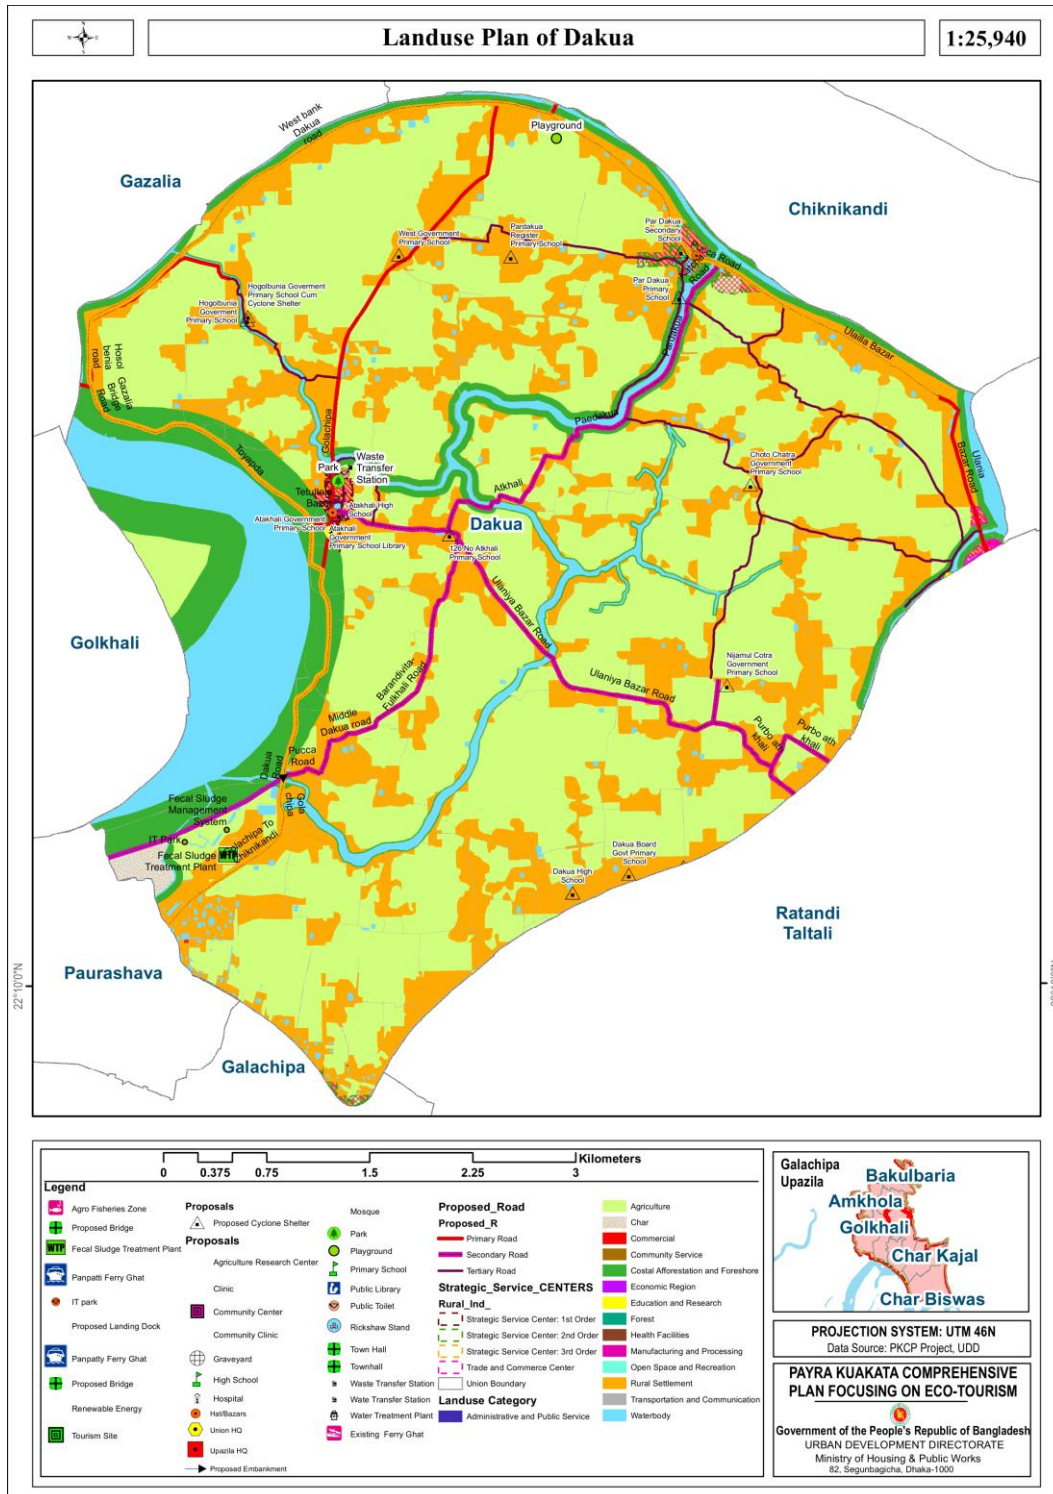 Landuse Plan of Dakua
1:25,940
N
W
E
S
West bank
Dakua
road
Playground
Gazalia
Chiknikandi
Par Dakua
Secondary
School
Pucca Road
Katcha
Road
West Government
Primary School
Pardakua
Register
Primary School
Par Dakua
Primary
School
Hogolbunia Goverment
Primary School Cum
Cyclone Shelter
Hogolbunia
Goverment
Primary School
Pardakua
Ulailla Bazar
Hosol
benia
road
Gazalia
Bridge
Road
Golachipa
Paedakua
Toyapda
Park
Waste
Transfer
Station
Choto Chatra
Government
Primary School
Ulania
Bazar Road
Atkhali
Atakhali High
School
Atakhali Government
Primary School
Atakhali
Government
Primary School Library
Dakua
126 No Atkhali
Primary School
Ulaniya Bazar Road
Golkhali
Nijamul Cotra
Government
Primary School
Barandivita-
Fulkhali Road
Ulaniya Bazar Road
Middle
Dakua road
Purbo ath
khali
Purbo ath
khali
Pucca
Road
Dakua
Road
Gola
chipa
Fecal Sludge
Management
System
IT Park
Golachipa To
Chiknikandi
Fecal Sludge
Treatment Plant
WTP
Dakua Board
Govt Primary
School
Dakua High
School
Ratandi
Taltali
Paurashava
22°10'0"N
Galachipa
0 0.375 0.75 1.5 2.25 3
Kilometers
Legend
Agro Fisheries Zone
Proposed Bridge
WTP Fecal Sludge Treatment Plant
Panpatti Ferry Ghat
IT park
Proposed Landing Dock
Panpatty Ferry Ghat
Proposed Bridge
Renewable Energy
Tourism Site
Proposals
Proposed Cyclone Shelter
Proposals
Agriculture Research Center
Clinic
Community Center
Community Clinic
Graveyard
High School
Hospital
Hat/Bazars
Union HQ
Upazila HQ
Proposed Embankment
Mosque
Park
Playground
Primary School
Public Library
Public Toilet
Rickshaw Stand
Town Hall
Townhall
Waste Transfer Station
Wate Transfer Station
Water Treatment Plant
Existing Ferry Ghat
Proposed_Road
Proposed_R
Primary Road
Secondary Road
Tertiary Road
Strategic_Service_CENTERS
Rural_Ind_
Strategic Service Center: 1st Order
Strategic Service Center: 2nd Order
Strategic Service Center: 3rd Order
Trade and Commerce Center
Union Boundary
Landuse Category
Administrative and Public Service
Agriculture
Char
Commercial
Community Service
Costal Afforestation and Foreshore
Economic Region
Education and Research
Forest
Health Facilities
Manufacturing and Processing
Open Space and Recreation
Rural Settlement
Transportation and Communication
Waterbody
Galachipa
Upazila
Bakulbaria
Amkhola
Golkhali
Char Kajal
Char Biswas
PROJECTION SYSTEM: UTM 46N
Data Source: PKCP Project, UDD
PAYRA KUAKATA COMPREHENSIVE
PLAN FOCUSING ON ECO-TOURISM
Government of the People's Republic of Bangladesh
URBAN DEVELOPMENT DIRECTORATE
Ministry of Housing & Public Works
82, Segunbagicha, Dhaka-1000